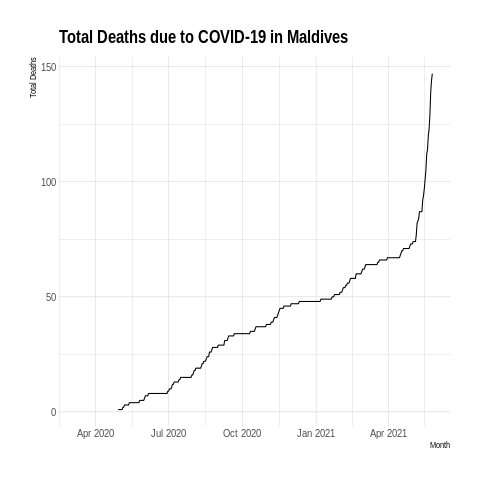 Total Deaths due to COVID-19 in Maldives
Total Deaths
150
100
50
0
Apr 2020 Jul 2020 Oct 2020 Jan 2021 Apr 2021
Month